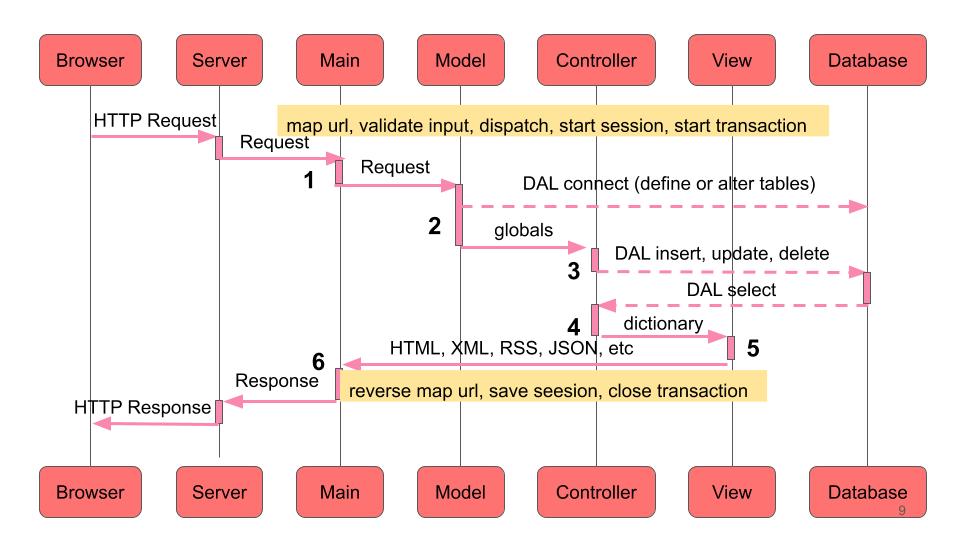 Browser Server Main Model Controller View Database
HTTP Request
map url, validate input, dispatch, start session, start transaction
Request
Request
1
DAL connect (define or alter tables)
2
globals
DAL insert, update, delete
3
DAL select
4
dictionary
5
HTML, XML, RSS, JSON, etc
6
Response
reverse map url, save seesion, close transaction
HTTP Response
Browser Server Main Model Controller View Database
9